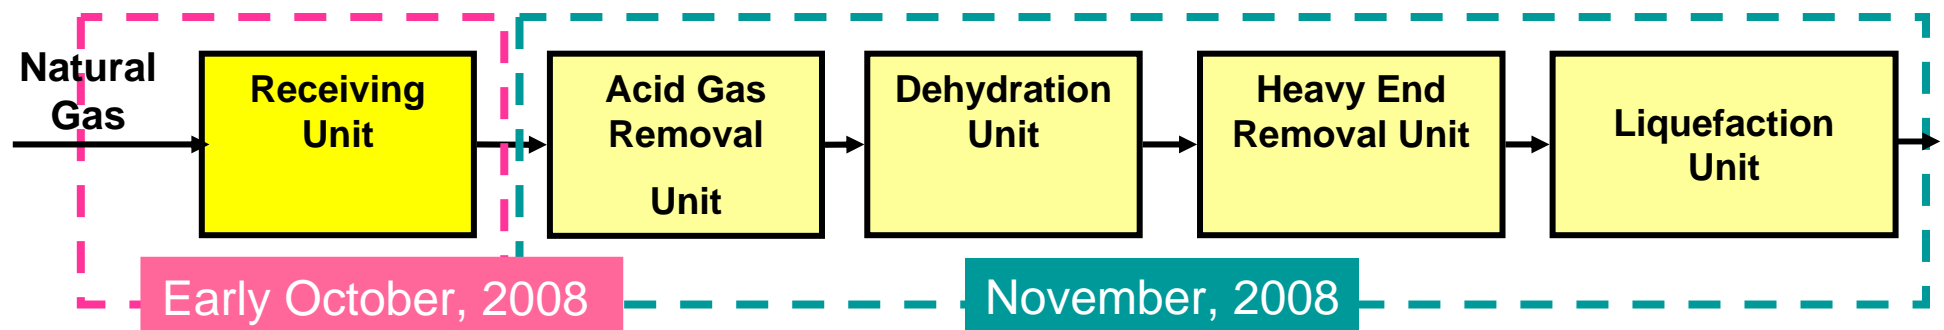 Natural
Gas
Receiving
Unit
Acid Gas
Removal
Unit
Dehydration
Unit
Heavy End
Removal Unit
Liquefaction
Unit
Early October, 2008
November, 2008